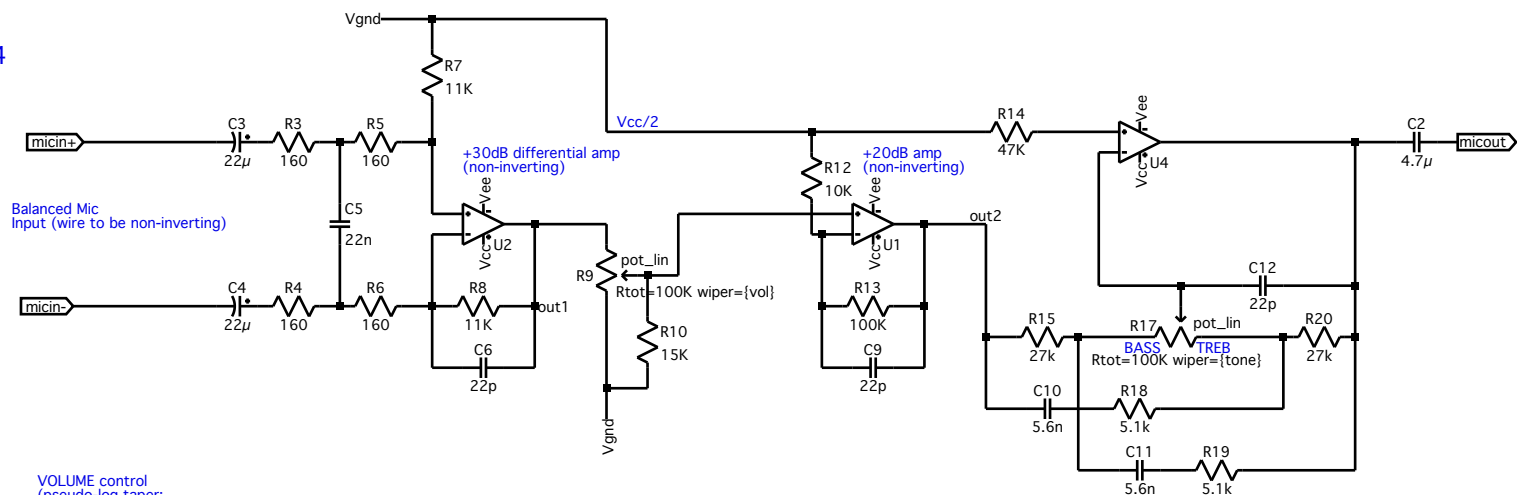 4
Vgnd
R7
11K
micin+
C3
22µ
R3
160
R5
160
Vcc/2
R14
47K
Vee
Vcc
U4
C2
4.7µ
micout
+30dB differential amp
(non-inverting)
+20dB amp
(non-inverting)
R12
10K
Balanced Mic
Input (wire to be non-inverting)
C5
22n
Vee
Vcc
U2
Vee
Vcc
U1
out2
R9
pot_lin
Rtot=100K wiper={vol}
C12
22p
micin-
C4
22µ
R4
160
R6
160
R8
11K
out1
R13
100K
R10
15K
C6
22p
C9
22p
R15
27k
R17
pot_lin
BASS
TREB
Rtot=100K wiper={tone}
R20
27k
C10
5.6n
R18
5.1k
Vgnd
C11
5.6n
R19
5.1k
VOLUME control
(pseudo-log taper: